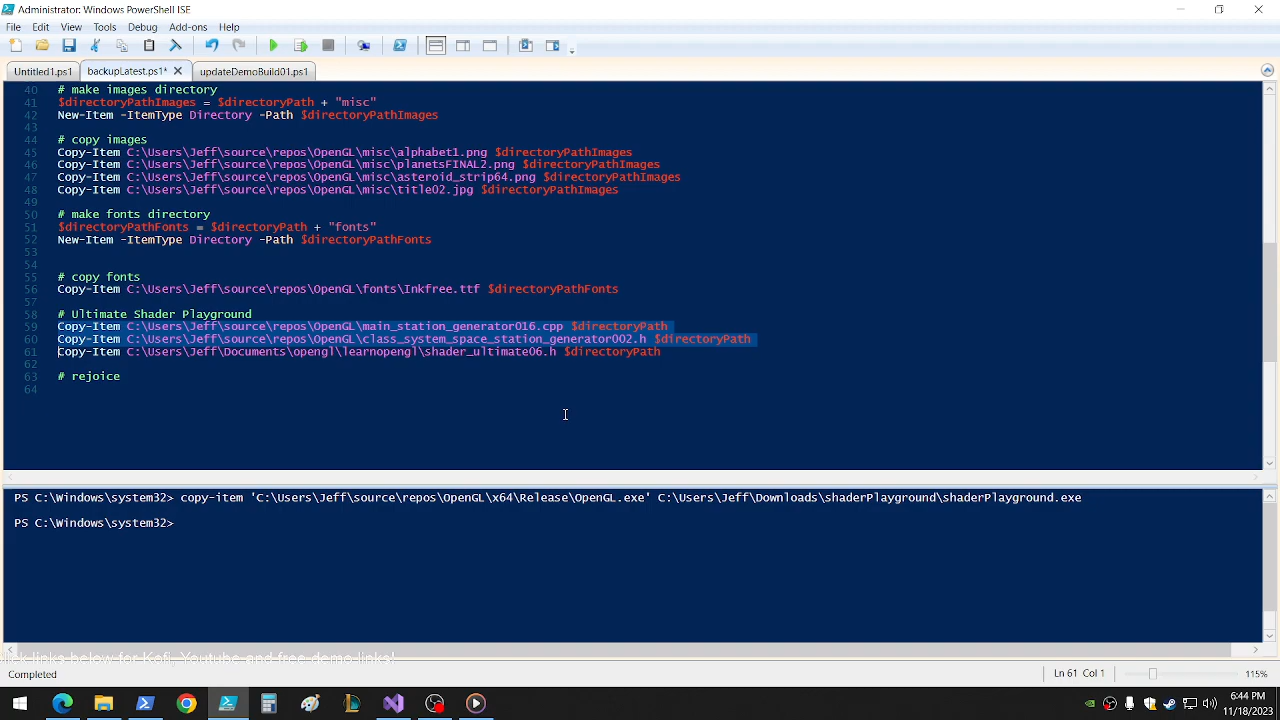 Administrator: Windows PowerShell ISE
File Edit View Tools Debug Add-ons Help
Untitled1.ps1 backupLatest.ps1* updateDemoBuild01.ps1
40 # make images directory
41 $directoryPathImages = $directoryPath + "misc"
42 New-Item -ItemType Directory -Path $directoryPathImages
43
44 # copy images
45 Copy-Item C:\Users\Jeff\source\repos\OpenGL\misc\alphabet1.png $directoryPathImages
46 Copy-Item C:\Users\Jeff\source\repos\OpenGL\misc\planetsFINAL2.png $directoryPathImages
47 Copy-Item C:\Users\Jeff\source\repos\OpenGL\misc\asteroid_strip64.png $directoryPathImages
48 Copy-Item C:\Users\Jeff\source\repos\OpenGL\misc\title02.jpg $directoryPathImages
49
50 # make fonts directory
51 $directoryPathFonts = $directoryPath + "fonts"
52 New-Item -ItemType Directory -Path $directoryPathFonts
53
54
55 # copy fonts
56 Copy-Item C:\Users\Jeff\source\repos\OpenGL\fonts\Inkfree.ttf $directoryPathFonts
57
58 # Ultimate Shader Playground
59 Copy-Item C:\Users\Jeff\source\repos\OpenGL\main_station_generator016.cpp $directoryPath
60 Copy-Item C:\Users\Jeff\source\repos\OpenGL\class_system_space_station_generator002.h $directoryPath
61 Copy-Item C:\Users\Jeff\Documents\opengl\learnopengl\shader_ultimate06.h $directoryPath
62
63 # rejoice
64
PS C:\Windows\system32> copy-item 'C:\Users\Jeff\source\repos\OpenGL\x64\Release\OpenGL.exe' C:\Users\Jeff\Downloads\shaderPlayground\shaderPlayground.exe
PS C:\Windows\system32>
links below for Kofi, Youtube and free demo links!
Completed Ln 61 Col 1 115%
6:44 PM
11/18/2023